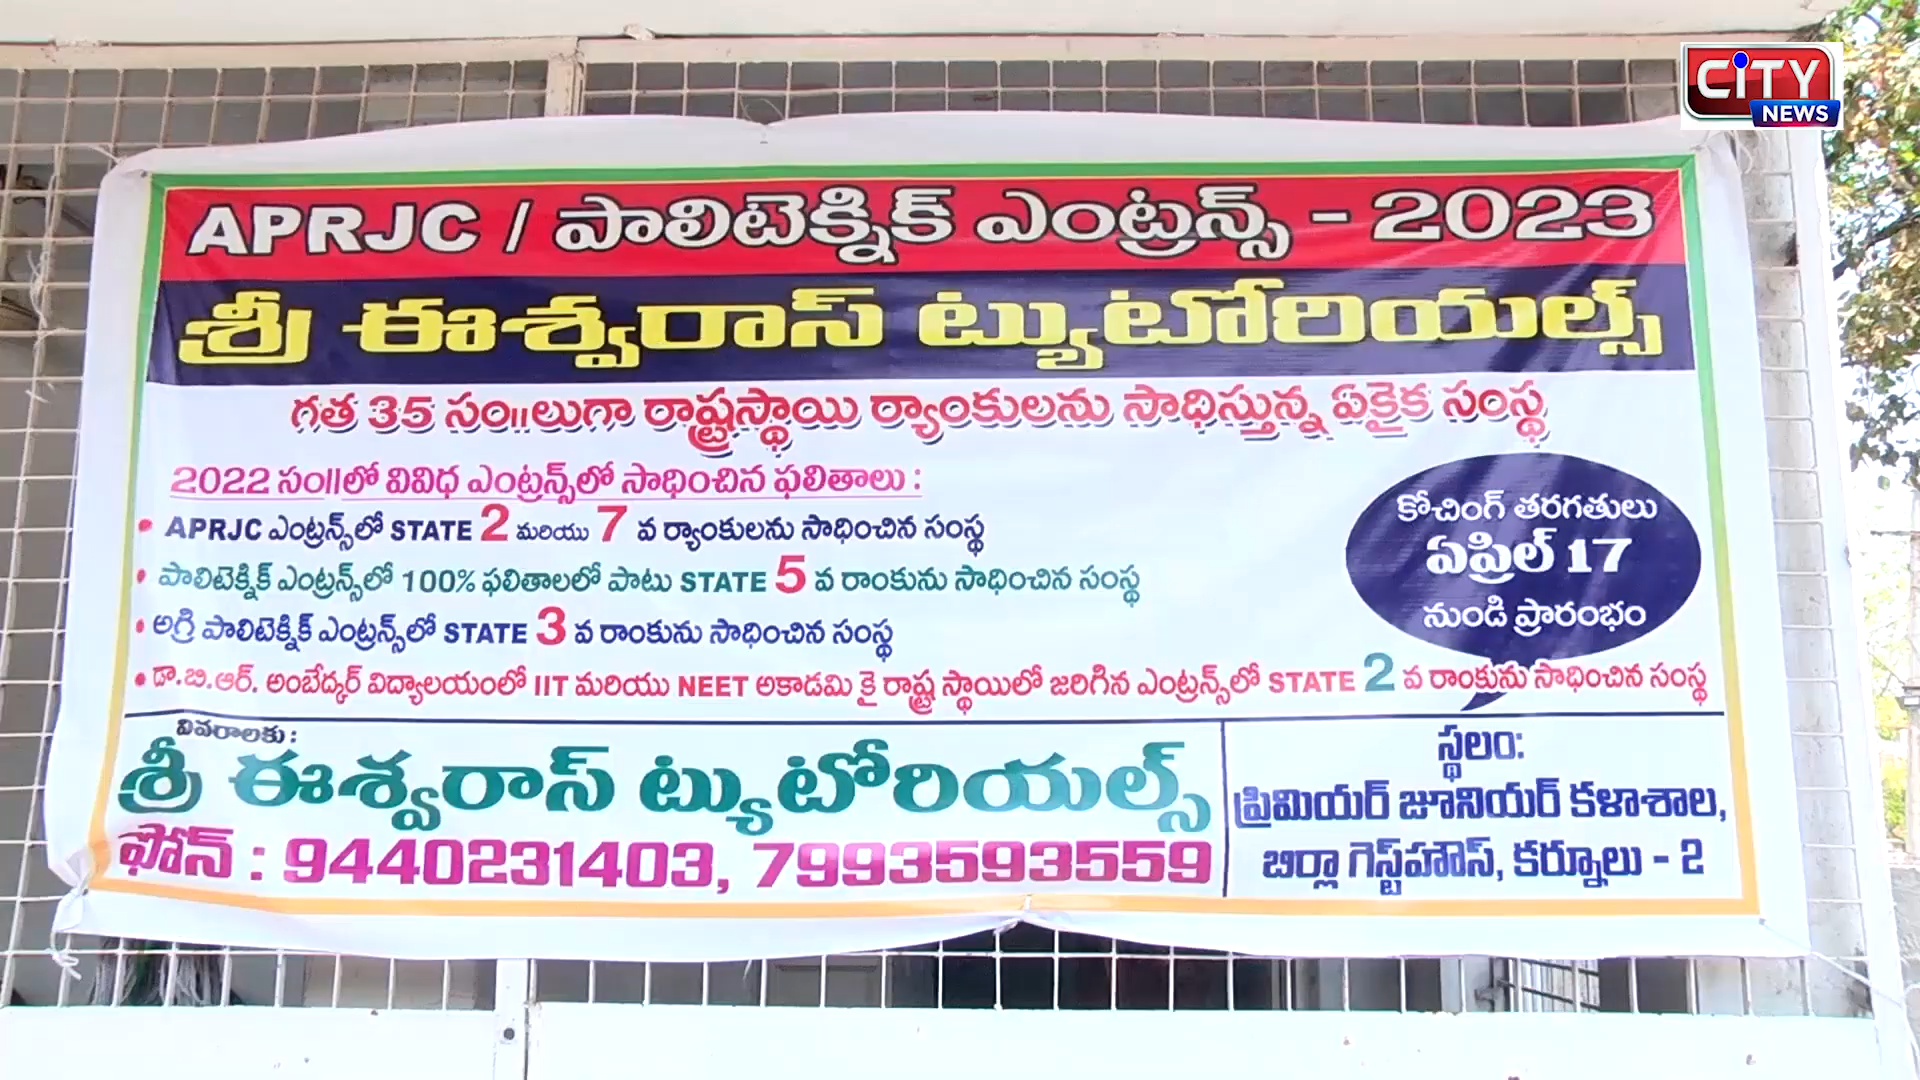 CiTY
NEWS
APRJC / పాలిటెక్నిక్ ఎంట్రన్స్ - 2023
శ్రీ ఈశ్వరాస్ ట్యుటోరియల్స్
గత 35 సం॥లుగా రాష్ట్రస్థాయి ర్యాంకులను సాధిస్తున్న ఏకైక సంస్థ
2022 సం॥లో వివిధ ఎంట్రన్స్‌లో సాధించిన ఫలితాలు :
• APRJC ఎంట్రన్స్‌లో STATE 2 మరియు 7 వ ర్యాంకులను సాధించిన సంస్థ
• పాలిటెక్నిక్ ఎంట్రన్స్‌లో 100% ఫలితాలలో పాటు STATE 5 వ రాంకును సాధించిన సంస్థ
• అగ్రి పాలిటెక్నిక్ ఎంట్రన్స్‌లో STATE 3 వ రాంకును సాధించిన సంస్థ
• డా.బి.ఆర్. అంబేద్కర్ విద్యాలయంలో IIT మరియు NEET అకాడమి కై రాష్ట్ర స్థాయిలో జరిగిన ఎంట్రన్స్‌లో STATE 2 వ రాంకును సాధించిన సంస్థ
కోచింగ్ తరగతులు
ఏప్రిల్ 17
నుండి ప్రారంభం
వివరాలకు :
శ్రీ ఈశ్వరాస్ ట్యుటోరియల్స్
ఫోన్ : 9440231403, 7993593559
స్థలం:
ప్రిమియర్ జూనియర్ కళాశాల,
బిర్లా గెస్ట్‌హౌస్, కర్నూలు - 2